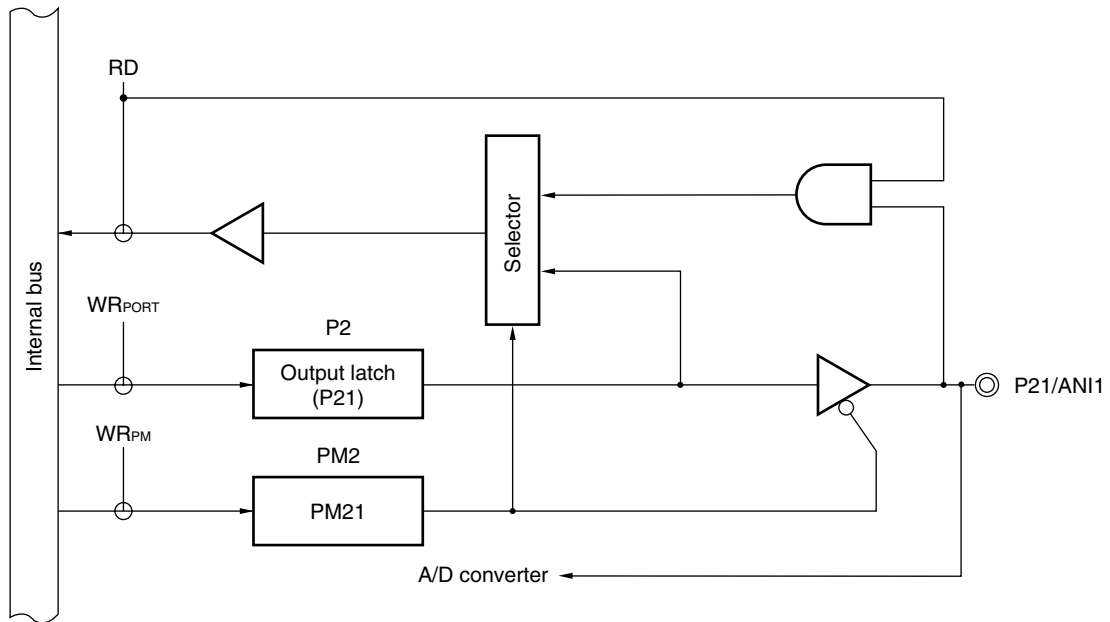 RD
Internal bus
Selector
WRPORT
P2
Output latch
(P21)
P21/ANI1
WRPM
PM2
PM21
A/D converter